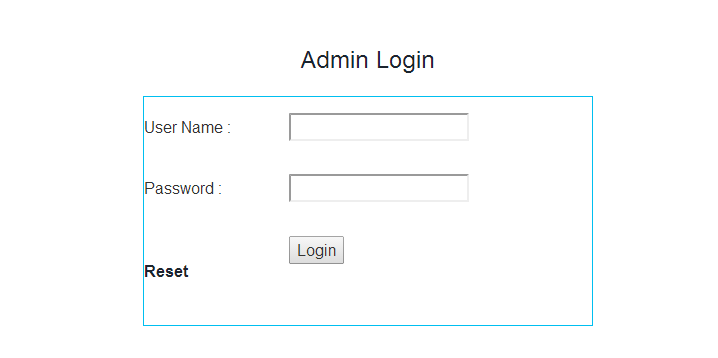 Admin Login
User Name :
Password :
Login
Reset